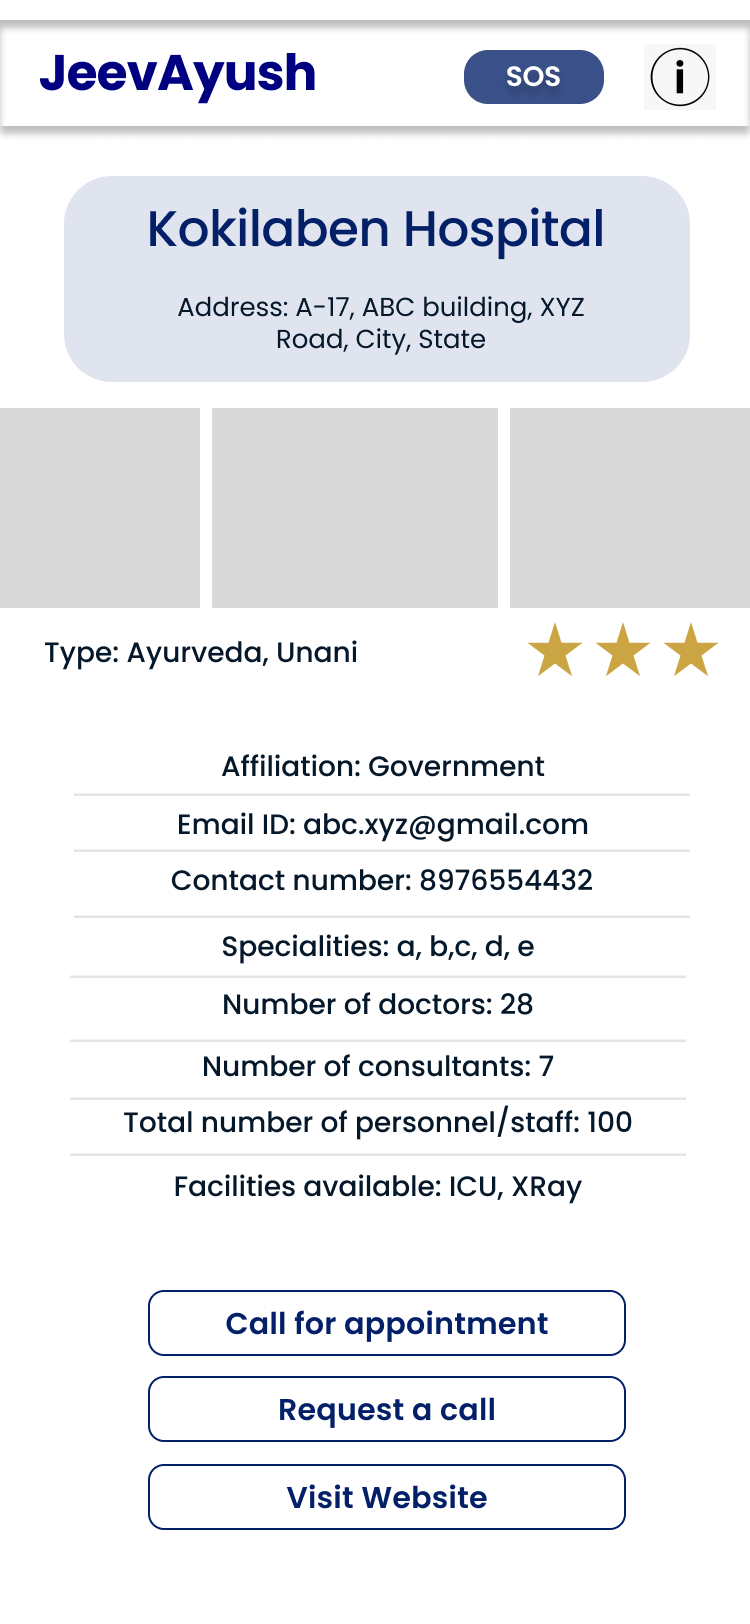 JeevAyush
SOS
i
Kokilaben Hospital
Address: A-17, ABC building, XYZ
Road, City, State
Type: Ayurveda, Unani
Affiliation: Government
Email ID: abc.xyz@gmail.com
Contact number: 8976554432
Specialities: a, b,c, d, e
Number of doctors: 28
Number of consultants: 7
Total number of personnel/staff: 100
Facilities available: ICU, XRay
Call for appointment
Request a call
Visit Website